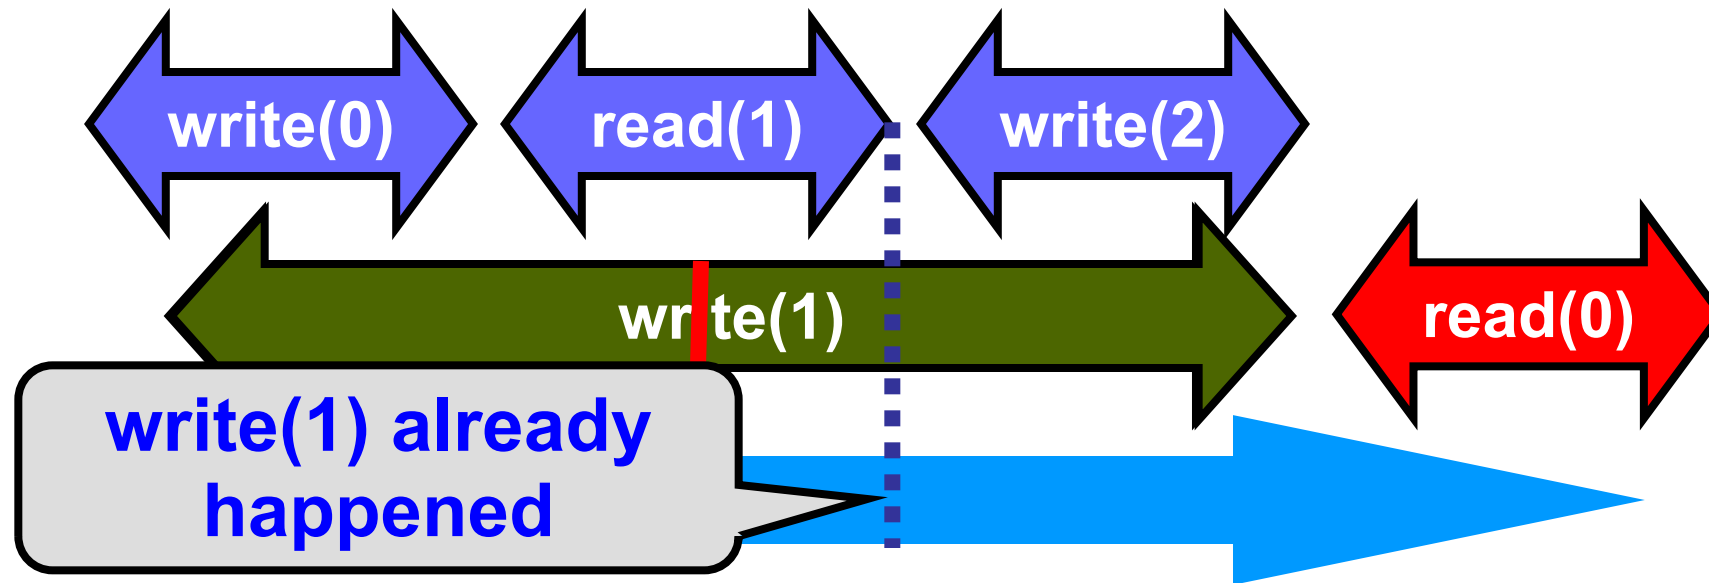 write(0)
read(1)
write(2)
write(1)
read(0)
write(1) already
happened